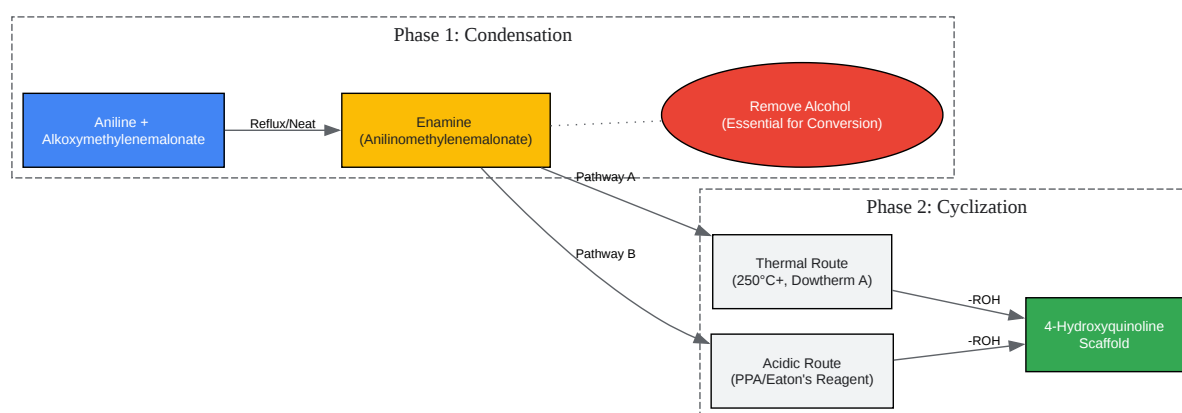 Phase 1: Condensation
Aniline +
Alkoxymethylenemalonate
Reflux/Neat
Enamine
(Anilinomethylenemalonate)
Remove Alcohol
(Essential for Conversion)
Pathway A
Pathway B
Phase 2: Cyclization
Thermal Route
(250°C+, Dowtherm A)
-ROH
Acidic Route
(PPA/Eaton's Reagent)
-ROH
4-Hydroxyquinoline
Scaffold